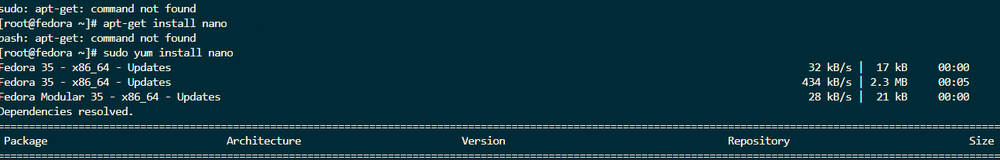 sudo: apt-get: command not found
[root@fedora ~]# apt-get install nano
bash: apt-get: command not found
[root@fedora ~]# sudo yum install nano
Fedora 35 - x86_64 - Updates 32 kB/s | 17 kB 00:00
Fedora 35 - x86_64 - Updates 434 kB/s | 2.3 MB 00:05
Fedora Modular 35 - x86_64 - Updates 28 kB/s | 21 kB 00:00
Dependencies resolved.
Package Architecture Version Repository Size